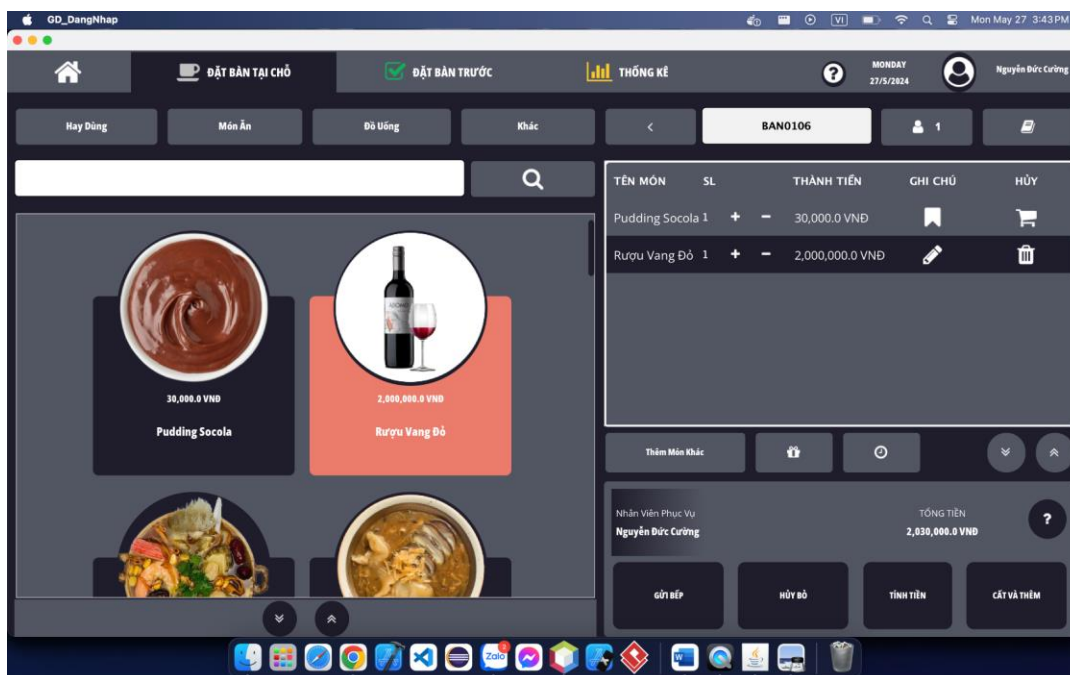 GD_DangNhap
VI
Mon May 27 3:43 PM
ĐẶT BÀN TẠI CHỖ
ĐẶT BÀN TRƯỚC
THỐNG KÊ
?
MONDAY
27/5/2024
Nguyễn Đức Cường
Hay Dùng
Món Ăn
Đồ Uống
Khác
<
BAN0106
1
TÊN MÓN SL THÀNH TIỀN GHI CHÚ HỦY
Pudding Socola 1 + − 30,000.0 VNĐ
Rượu Vang Đỏ 1 + − 2,000,000.0 VNĐ
30,000.0 VNĐ
Pudding Socola
2,000,000.0 VNĐ
Rượu Vang Đỏ
Thêm Món Khác
Nhân Viên Phục Vụ
Nguyễn Đức Cường
TỔNG TIỀN
2,030,000.0 VNĐ
?
GỬI BẾP
HỦY BỎ
TÍNH TIỀN
CẤT VÀ THÊM
Zalo